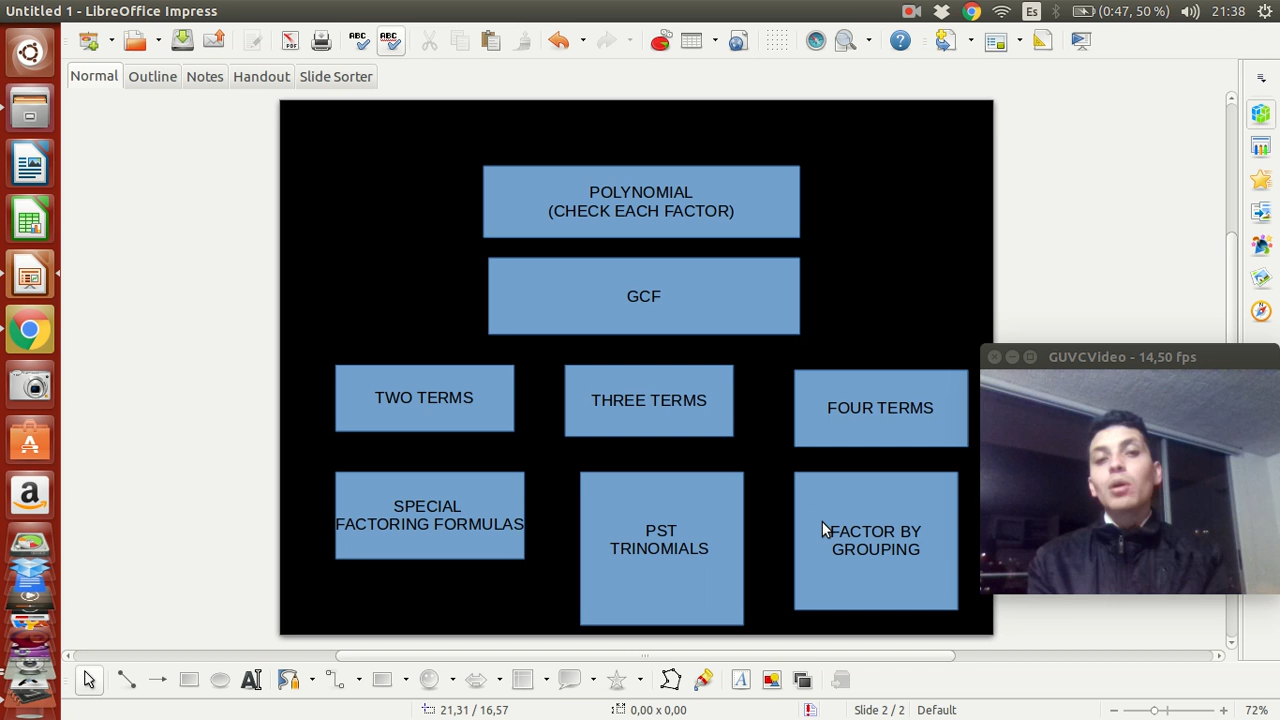 Untitled 1 - LibreOffice Impress
Es
(0:47, 50 %)
21:38
Normal
Outline
Notes
Handout
Slide Sorter
POLYNOMIAL
(CHECK EACH FACTOR)
GCF
TWO TERMS
THREE TERMS
FOUR TERMS
SPECIAL
FACTORING FORMULAS
PST
TRINOMIALS
FACTOR BY
GROUPING
GUVCVideo - 14,50 fps
21,31 / 16,57
0,00 x 0,00
Slide 2 / 2
Default
72%